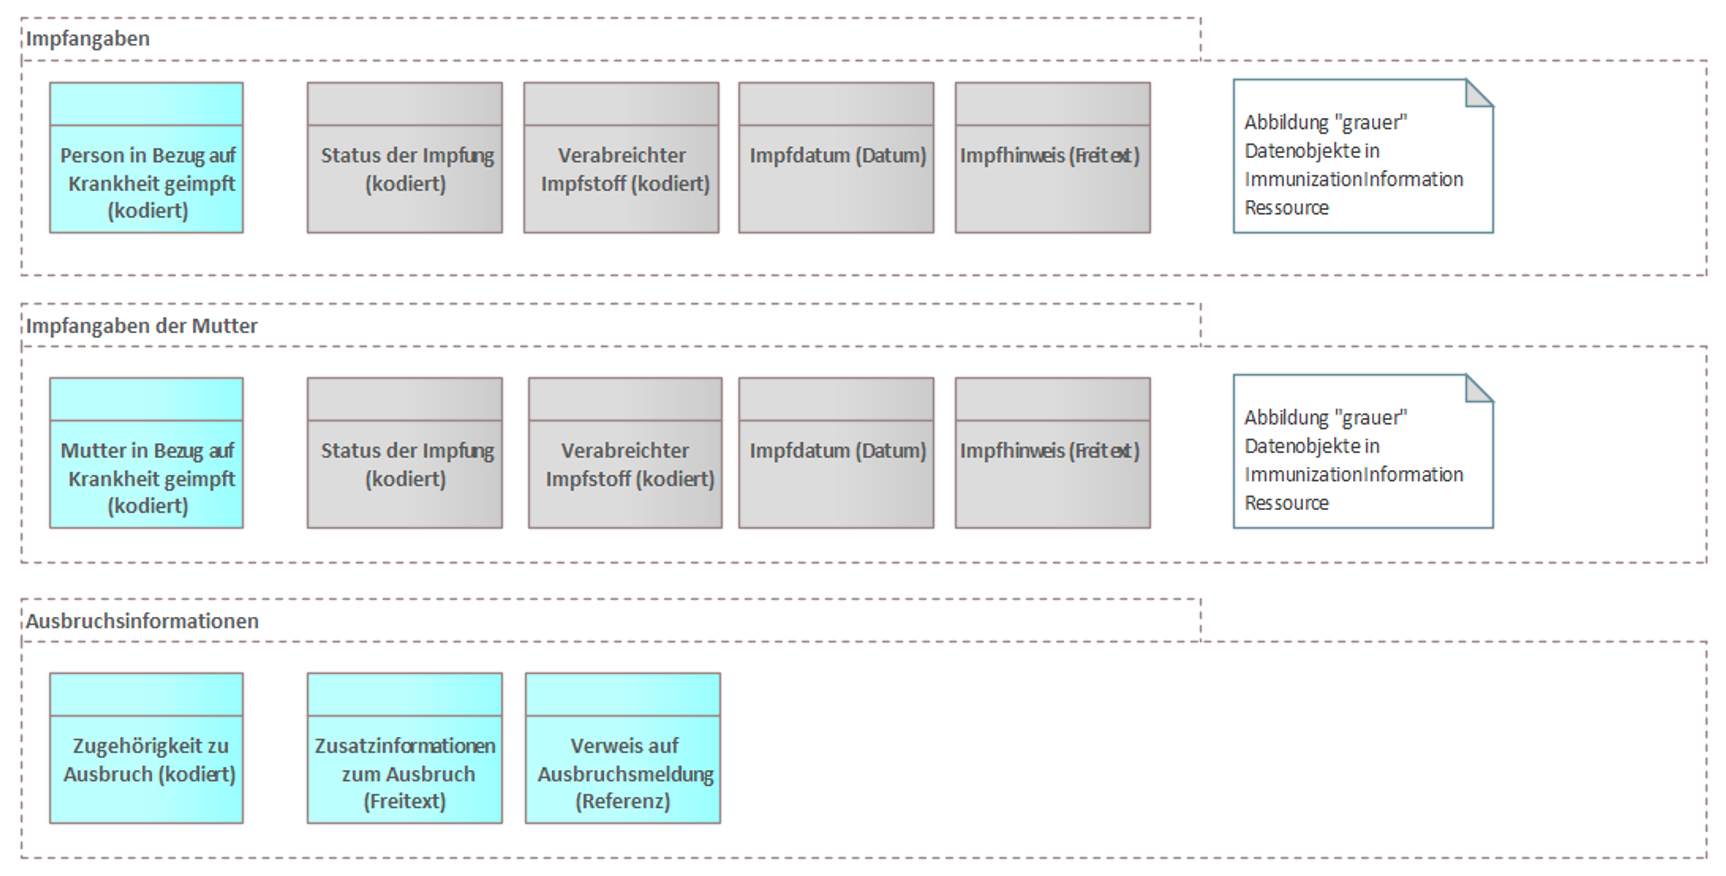 Impfangaben
Person in Bezug auf
Krankheit geimpft
(kodiert)
Status der Impfung
(kodiert)
Verabreichter
Impfstoff (kodiert)
Impfdatum (Datum)
Impfhinweis (Freitext)
Abbildung "grauer"
Datenobjekte in
ImmunizationInformation
Ressource
Impfangaben der Mutter
Mutter in Bezug auf
Krankheit geimpft
(kodiert)
Status der Impfung
(kodiert)
Verabreichter
Impfstoff (kodiert)
Impfdatum (Datum)
Impfhinweis (Freitext)
Abbildung "grauer"
Datenobjekte in
ImmunizationInformation
Ressource
Ausbruchsinformationen
Zugehörigkeit zu
Ausbruch (kodiert)
Zusatzinformationen
zum Ausbruch
(Freitext)
Verweis auf
Ausbruchsmeldung
(Referenz)